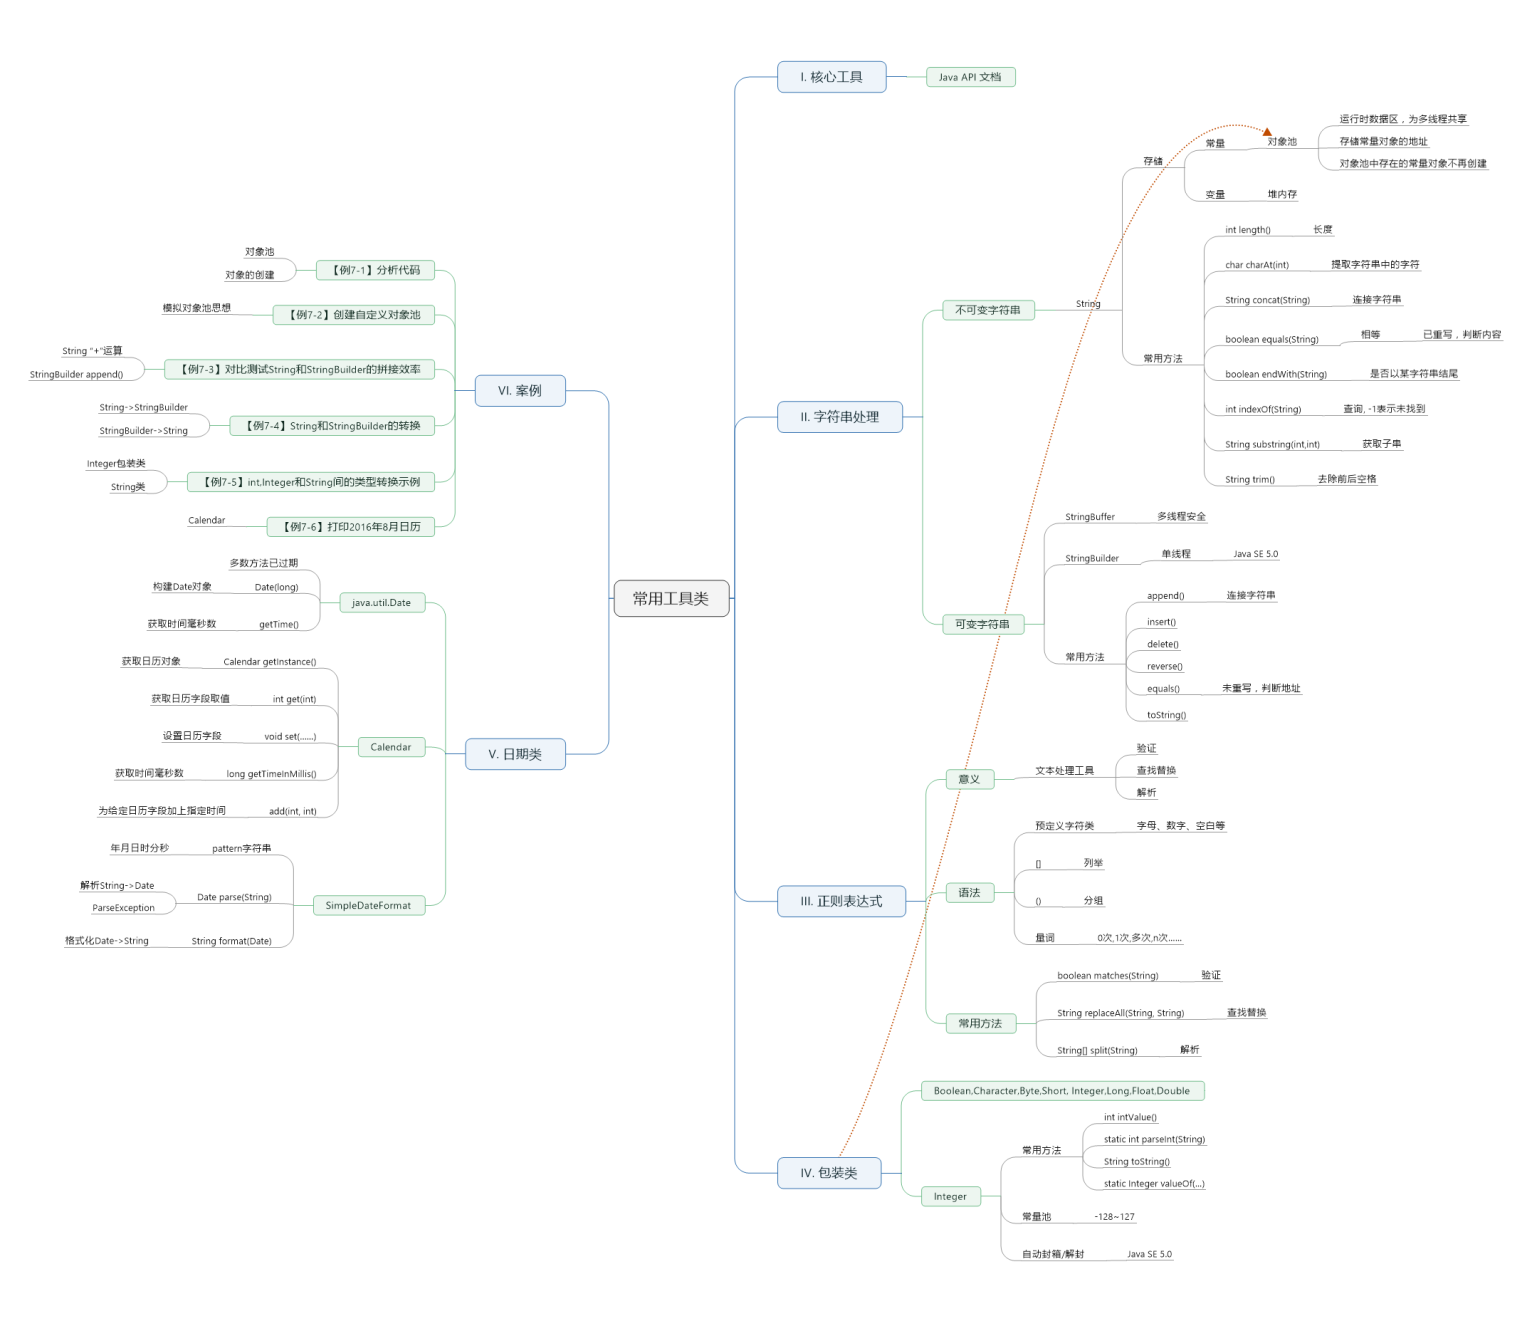 常用工具类
I. 核心工具
Java API 文档
II. 字符串处理
不可变字符串
String
存储
常量
对象池
运行时数据区，为多线程共享
存储常量对象的地址
对象池中存在的常量对象不再创建
变量
堆内存
常用方法
int length()
长度
char charAt(int)
提取字符串中的字符
String concat(String)
连接字符串
boolean equals(String)
相等
已重写，判断内容
boolean endWith(String)
是否以某字符串结尾
int indexOf(String)
查询, -1表示未找到
String substring(int,int)
获取子串
String trim()
去除前后空格
可变字符串
StringBuffer
多线程安全
StringBuilder
单线程
Java SE 5.0
常用方法
append()
连接字符串
insert()
delete()
reverse()
equals()
未重写，判断地址
toString()
III. 正则表达式
意义
文本处理工具
验证
查找替换
解析
语法
预定义字符类
字母、数字、空白等
[]
列举
()
分组
量词
0次,1次,多次,n次......
常用方法
boolean matches(String)
验证
String replaceAll(String, String)
查找替换
String[] split(String)
解析
IV. 包装类
Boolean,Character,Byte,Short, Integer,Long,Float,Double
Integer
常用方法
int intValue()
static int parseInt(String)
String toString()
static Integer valueOf(...)
常量池
-128~127
自动封箱/解封
Java SE 5.0
V. 日期类
java.util.Date
多数方法已过期
Date(long)
构建Date对象
getTime()
获取时间毫秒数
Calendar
Calendar getInstance()
获取日历对象
int get(int)
获取日历字段取值
void set(......)
设置日历字段
long getTimeInMillis()
获取时间毫秒数
add(int, int)
为给定日历字段加上指定时间
SimpleDateFormat
pattern字符串
年月日时分秒
Date parse(String)
解析String->Date
ParseException
String format(Date)
格式化Date->String
VI. 案例
【例7-1】分析代码
对象池
对象的创建
【例7-2】创建自定义对象池
模拟对象池思想
【例7-3】对比测试String和StringBuilder的拼接效率
String "+"运算
StringBuilder append()
【例7-4】String和StringBuilder的转换
String->StringBuilder
StringBuilder->String
【例7-5】int,Integer和String间的类型转换示例
Integer包装类
String类
【例7-6】打印2016年8月日历
Calendar